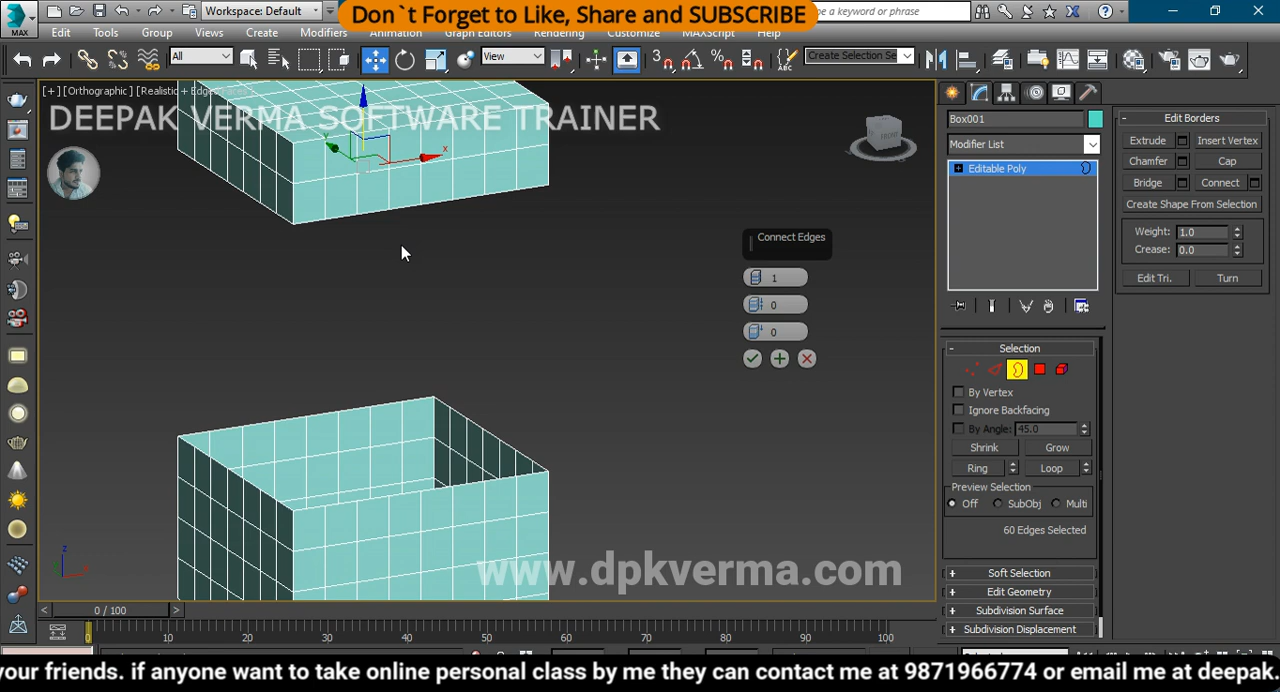 Workspace: Default
Don`t Forget to Like, Share and SUBSCRIBE
e a keyword or phrase
MAX
Edit
Tools
Group
Views
Create
Modifiers
Animation
Graph Editors
Rendering
Customize
MAXScript
Help
All
View
Create Selection Se
[+] [Orthographic] [Realistic + Edged Faces]
DEEPAK VERMA SOFTWARE TRAINER
Connect Edges
1
0
0
Box001
Modifier List
Editable Poly
Edit Borders
Extrude
Insert Vertex
Chamfer
Cap
Bridge
Connect
Create Shape From Selection
Weight: 1.0
Crease: 0.0
Edit Tri.
Turn
Selection
By Vertex
Ignore Backfacing
By Angle: 45.0
Shrink
Grow
Ring
Loop
Preview Selection
Off
SubObj
Multi
60 Edges Selected
Soft Selection
Edit Geometry
Subdivision Surface
Subdivision Displacement
www.dpkverma.com
0 / 100
0 10 20 30 40 50 60 70 80 90 100
your friends. if anyone want to take online personal class by me they can contact me at 9871966774 or email me at deepak.